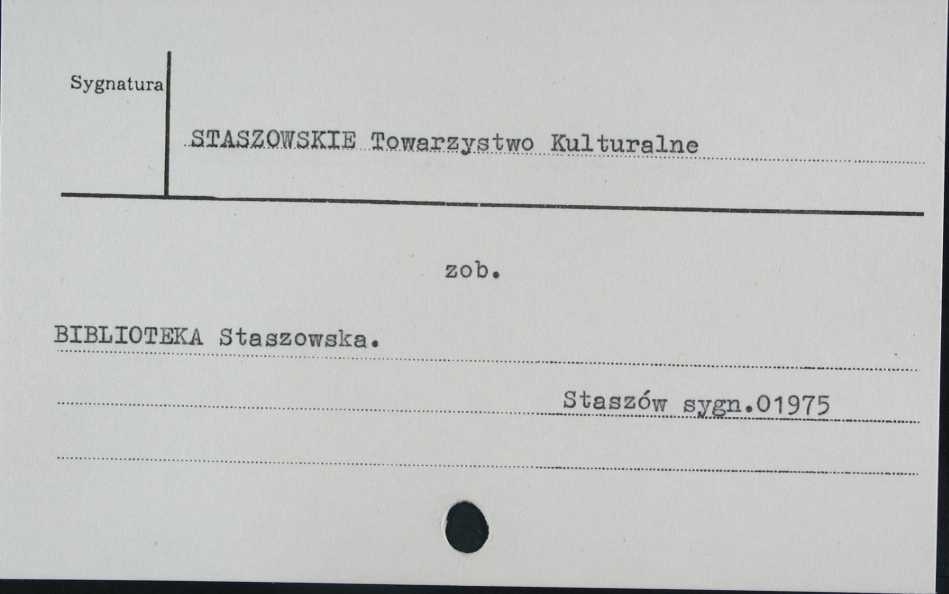 Sygnatura
STASZOWSKIE Towarzystwo Kulturalne
zob.
BIBLIOTEKA Staszowska.
Staszów sygn.01975